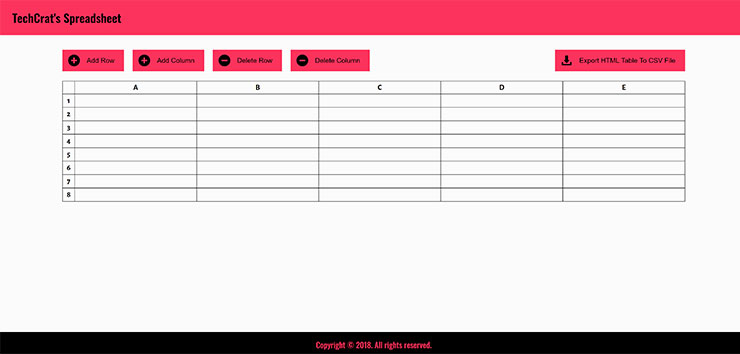 TechCrat's Spreadsheet
Add Row Add Column Delete Row Delete Column Export HTML Table To CSV File
A B C D E
1
2
3
4
5
6
7
8
Copyright © 2018. All rights reserved.